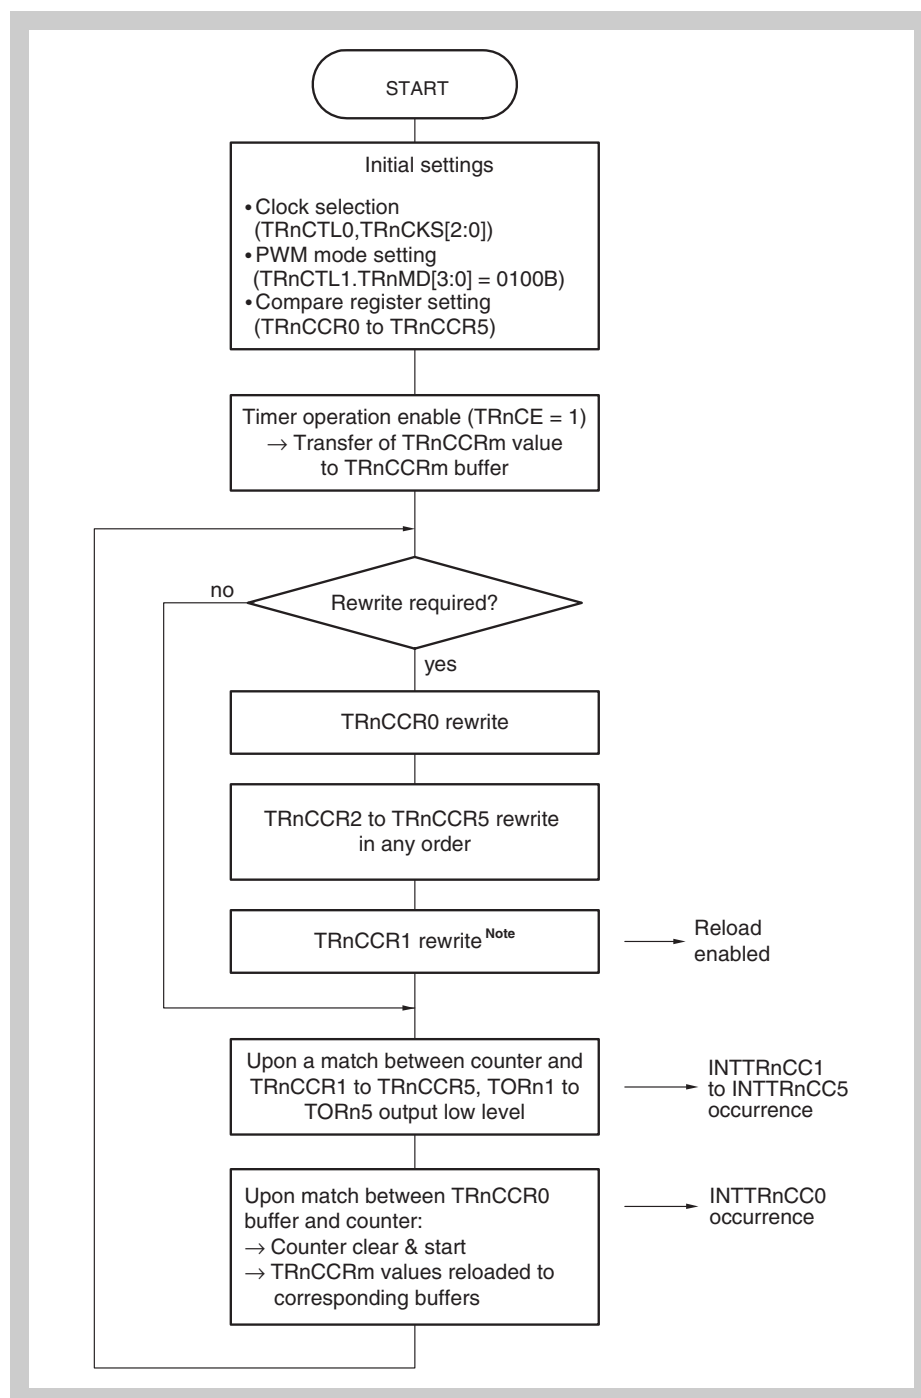 START
Initial settings
• Clock selection
(TRnCTL0,TRnCKS[2:0])
• PWM mode setting
(TRnCTL1.TRnMD[3:0] = 0100B)
• Compare register setting
(TRnCCR0 to TRnCCR5)
Timer operation enable (TRnCE = 1)
→ Transfer of TRnCCRm value
to TRnCCRm buffer
no
Rewrite required?
yes
TRnCCR0 rewrite
TRnCCR2 to TRnCCR5 rewrite
in any order
TRnCCR1 rewrite Note
Reload
enabled
Upon a match between counter and
TRnCCR1 to TRnCCR5, TORn1 to
TORn5 output low level
INTTRnCC1
to INTTRnCC5
occurrence
Upon match between TRnCCR0
buffer and counter:
→ Counter clear & start
→ TRnCCRm values reloaded to
corresponding buffers
INTTRnCC0
occurrence